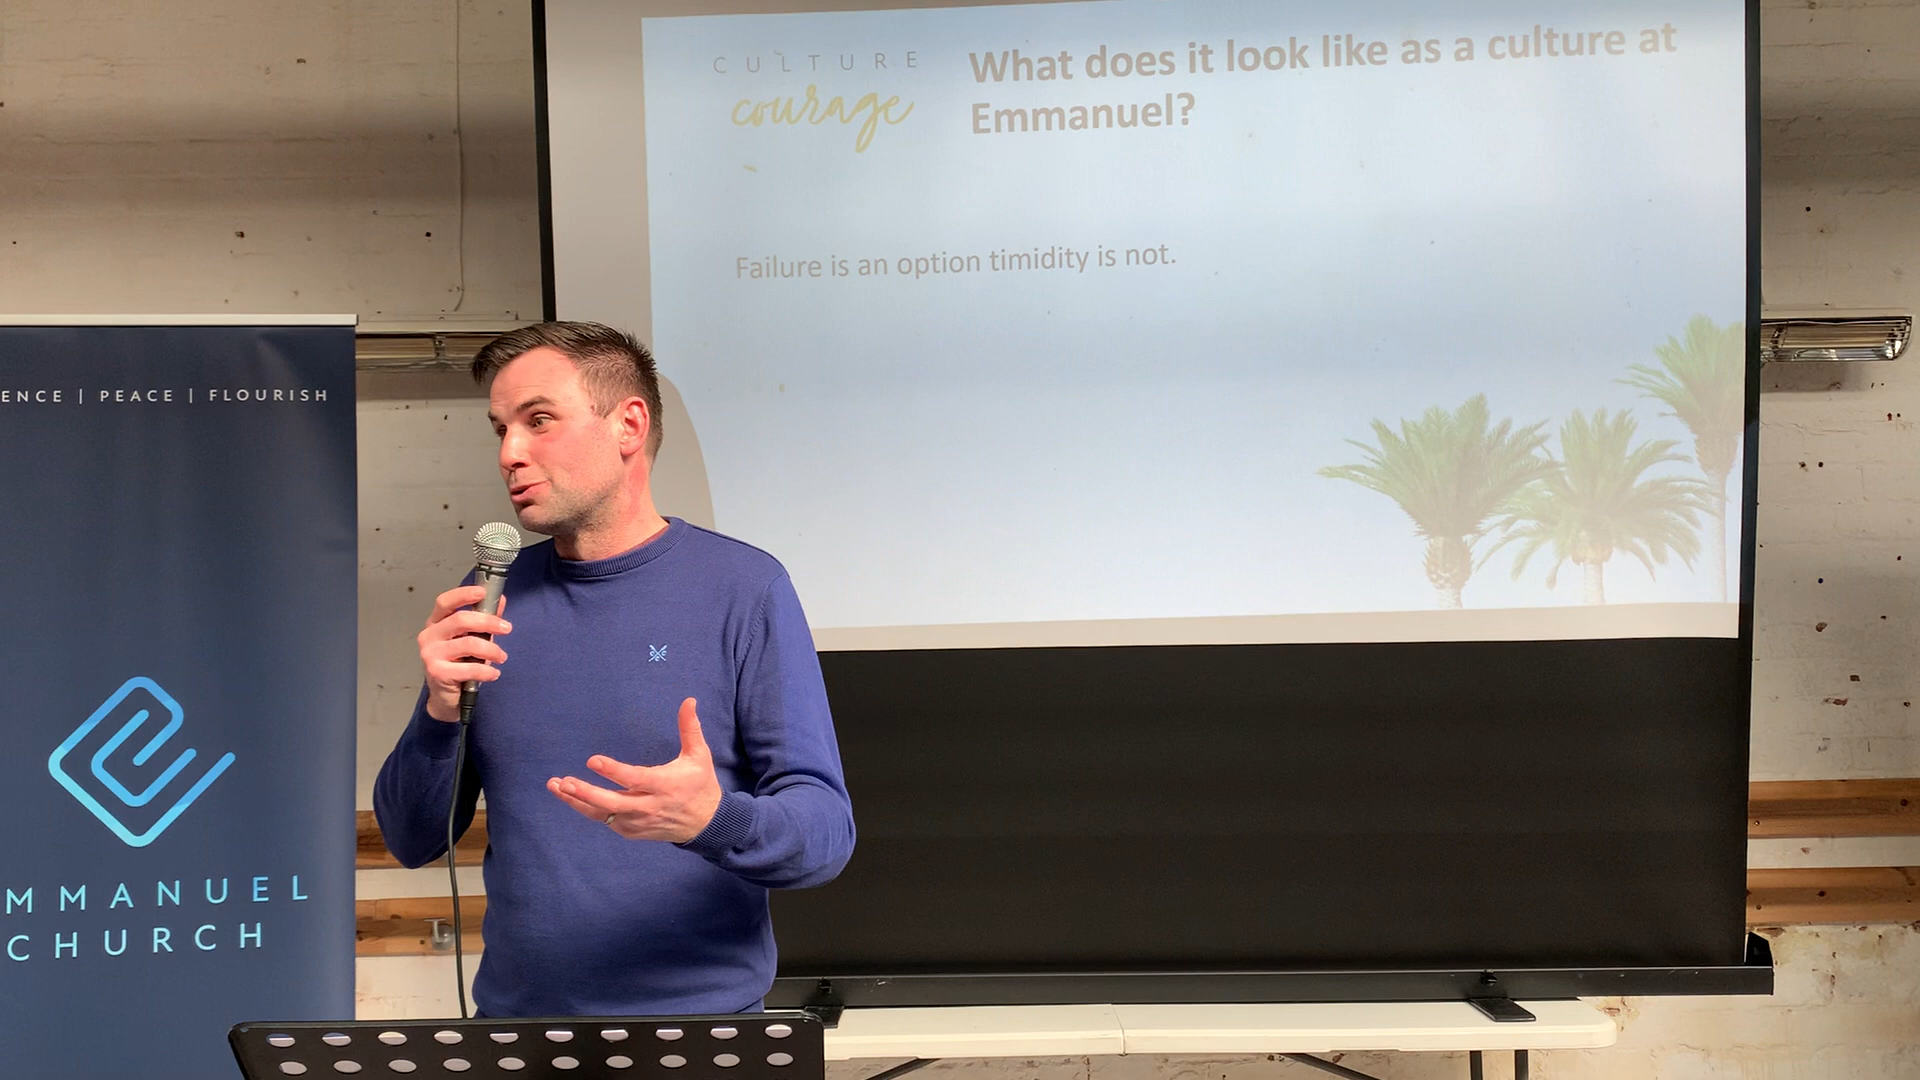 CULTURE
courage
What does it look like as a culture at
Emmanuel?
Failure is an option timidity is not.
ENCE | PEACE | FLOURISH
MMANUEL
CHURCH